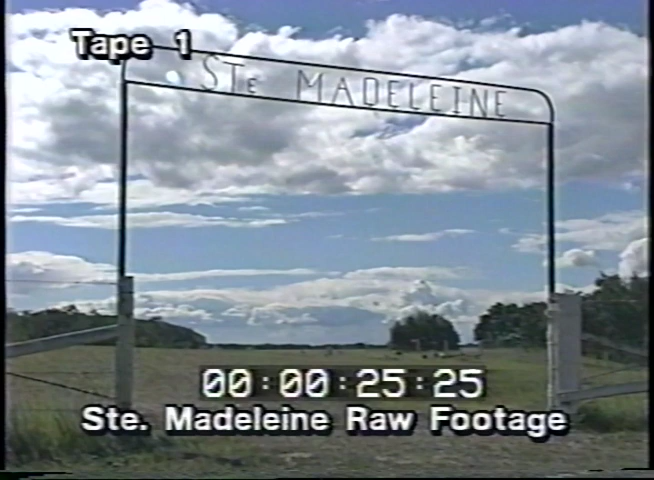 Tape 1
STe MADELEINE
00:00:25:25
Ste. Madeleine Raw Footage